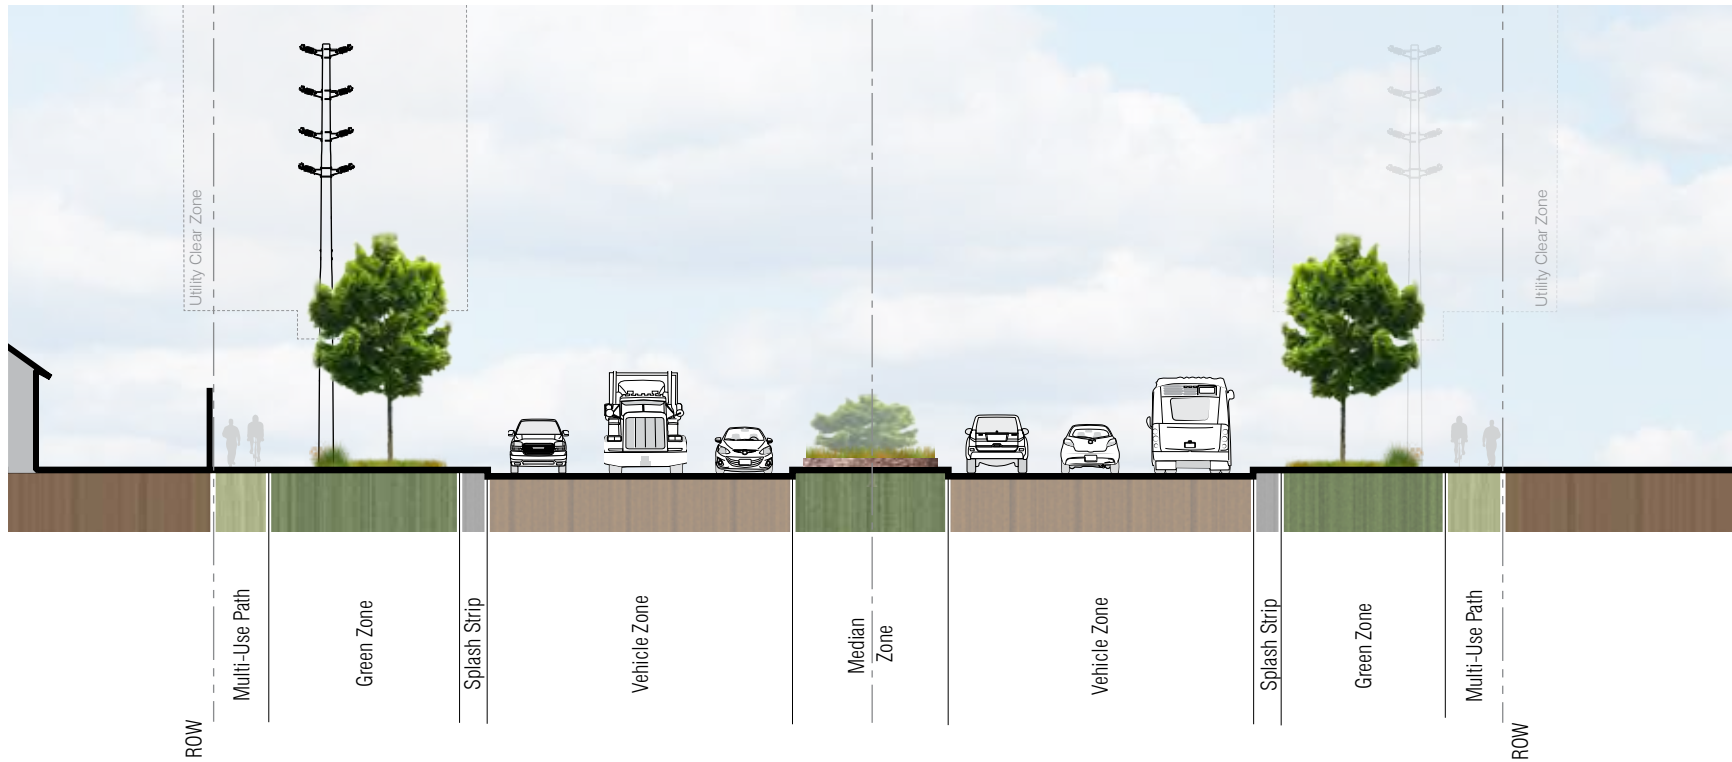 Utility Clear Zone
Utility Clear Zone
ROW
Multi-Use Path
Green Zone
Splash Strip
Vehicle Zone
Median
Zone
Vehicle Zone
Splash Strip
Green Zone
Multi-Use Path
ROW